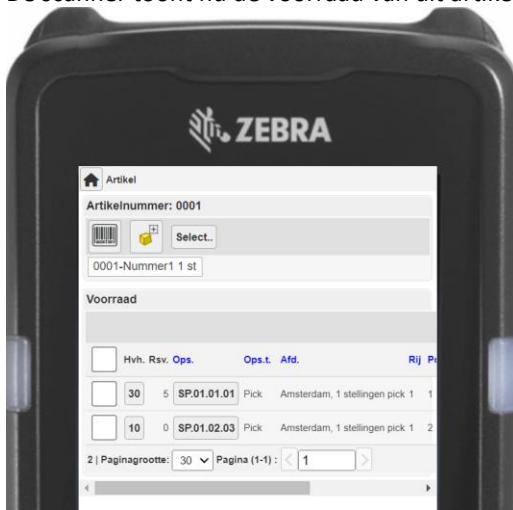 De scanner toont nu de voorraad van dit artike
ZEBRA
Artikel
Artikelnummer: 0001
Select..
0001-Nummer1 1 st
Voorraad
Hvh. Rsv. Ops. Ops.t. Afd. Rij
30 5 SP.01.01.01 Pick Amsterdam, 1 stellingen pick 1 1
10 0 SP.01.02.03 Pick Amsterdam, 1 stellingen pick 1 2
2 | Paginagrootte: 30 Pagina (1-1) : < 1 >